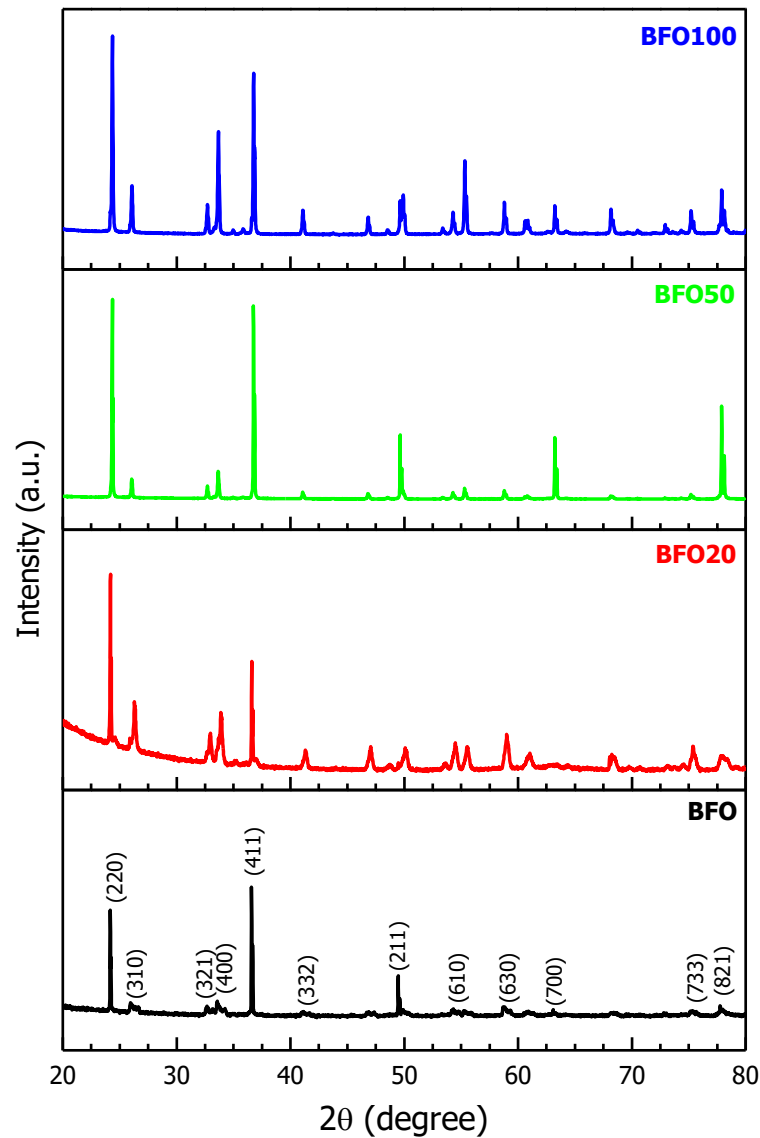 BFO100
BFO50
BFO20
BFO
(220)
(310)
(321)
(400)
(411)
(332)
(211)
(610)
(630)
(700)
(733)
(821)
Intensity (a.u.)
20 30 40 50 60 70 80
2θ (degree)